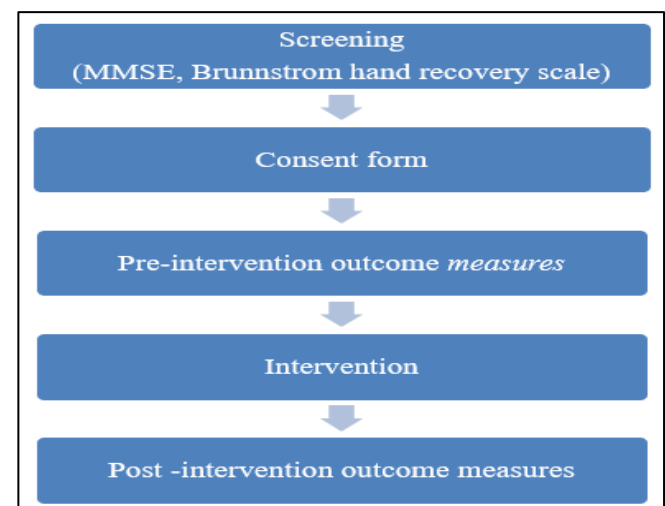 Screening
(MMSE, Brunnstrom hand recovery scale)
Consent form
Pre-intervention outcome measures
Intervention
Post -intervention outcome measures